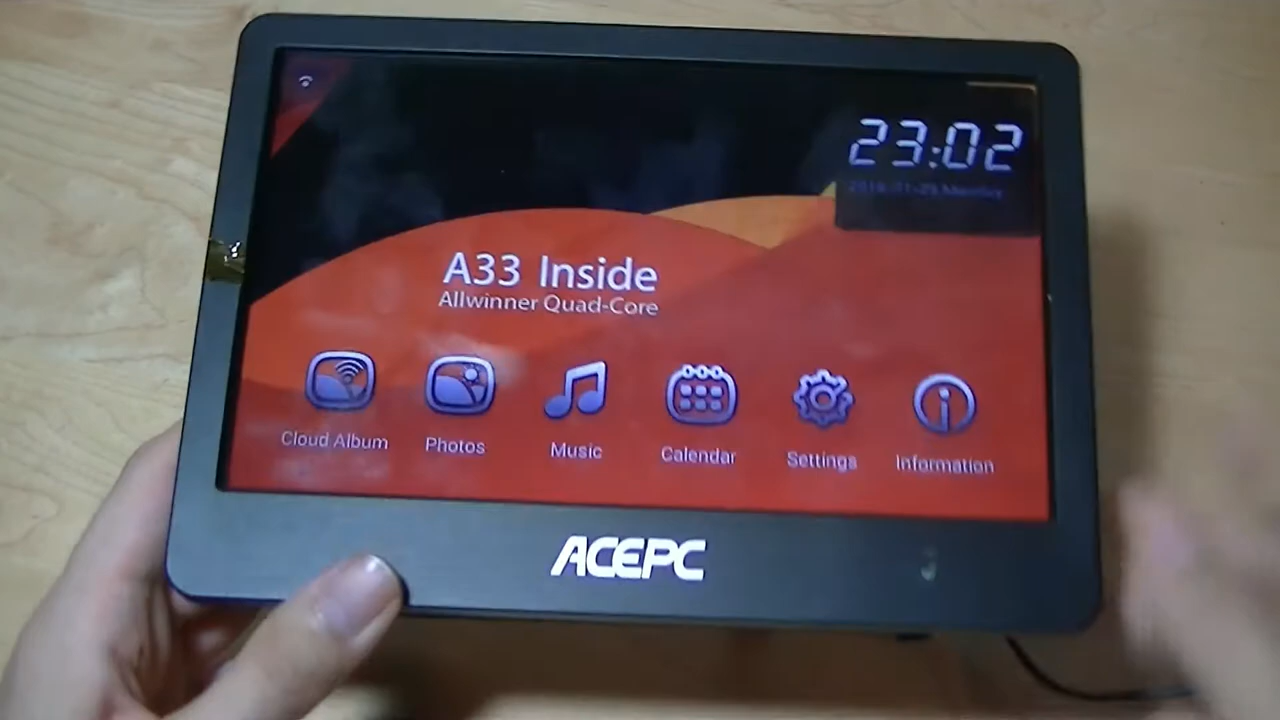 23:02
A33 Inside
Allwinner Quad-Core
Cloud Album
Photos
Music
Calendar
Settings
Information
ACEPC